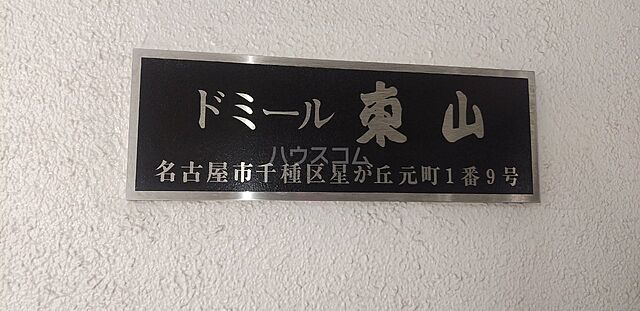 ドミール 東山
ハウスコム
名古屋市千種区星が丘元町1番9号